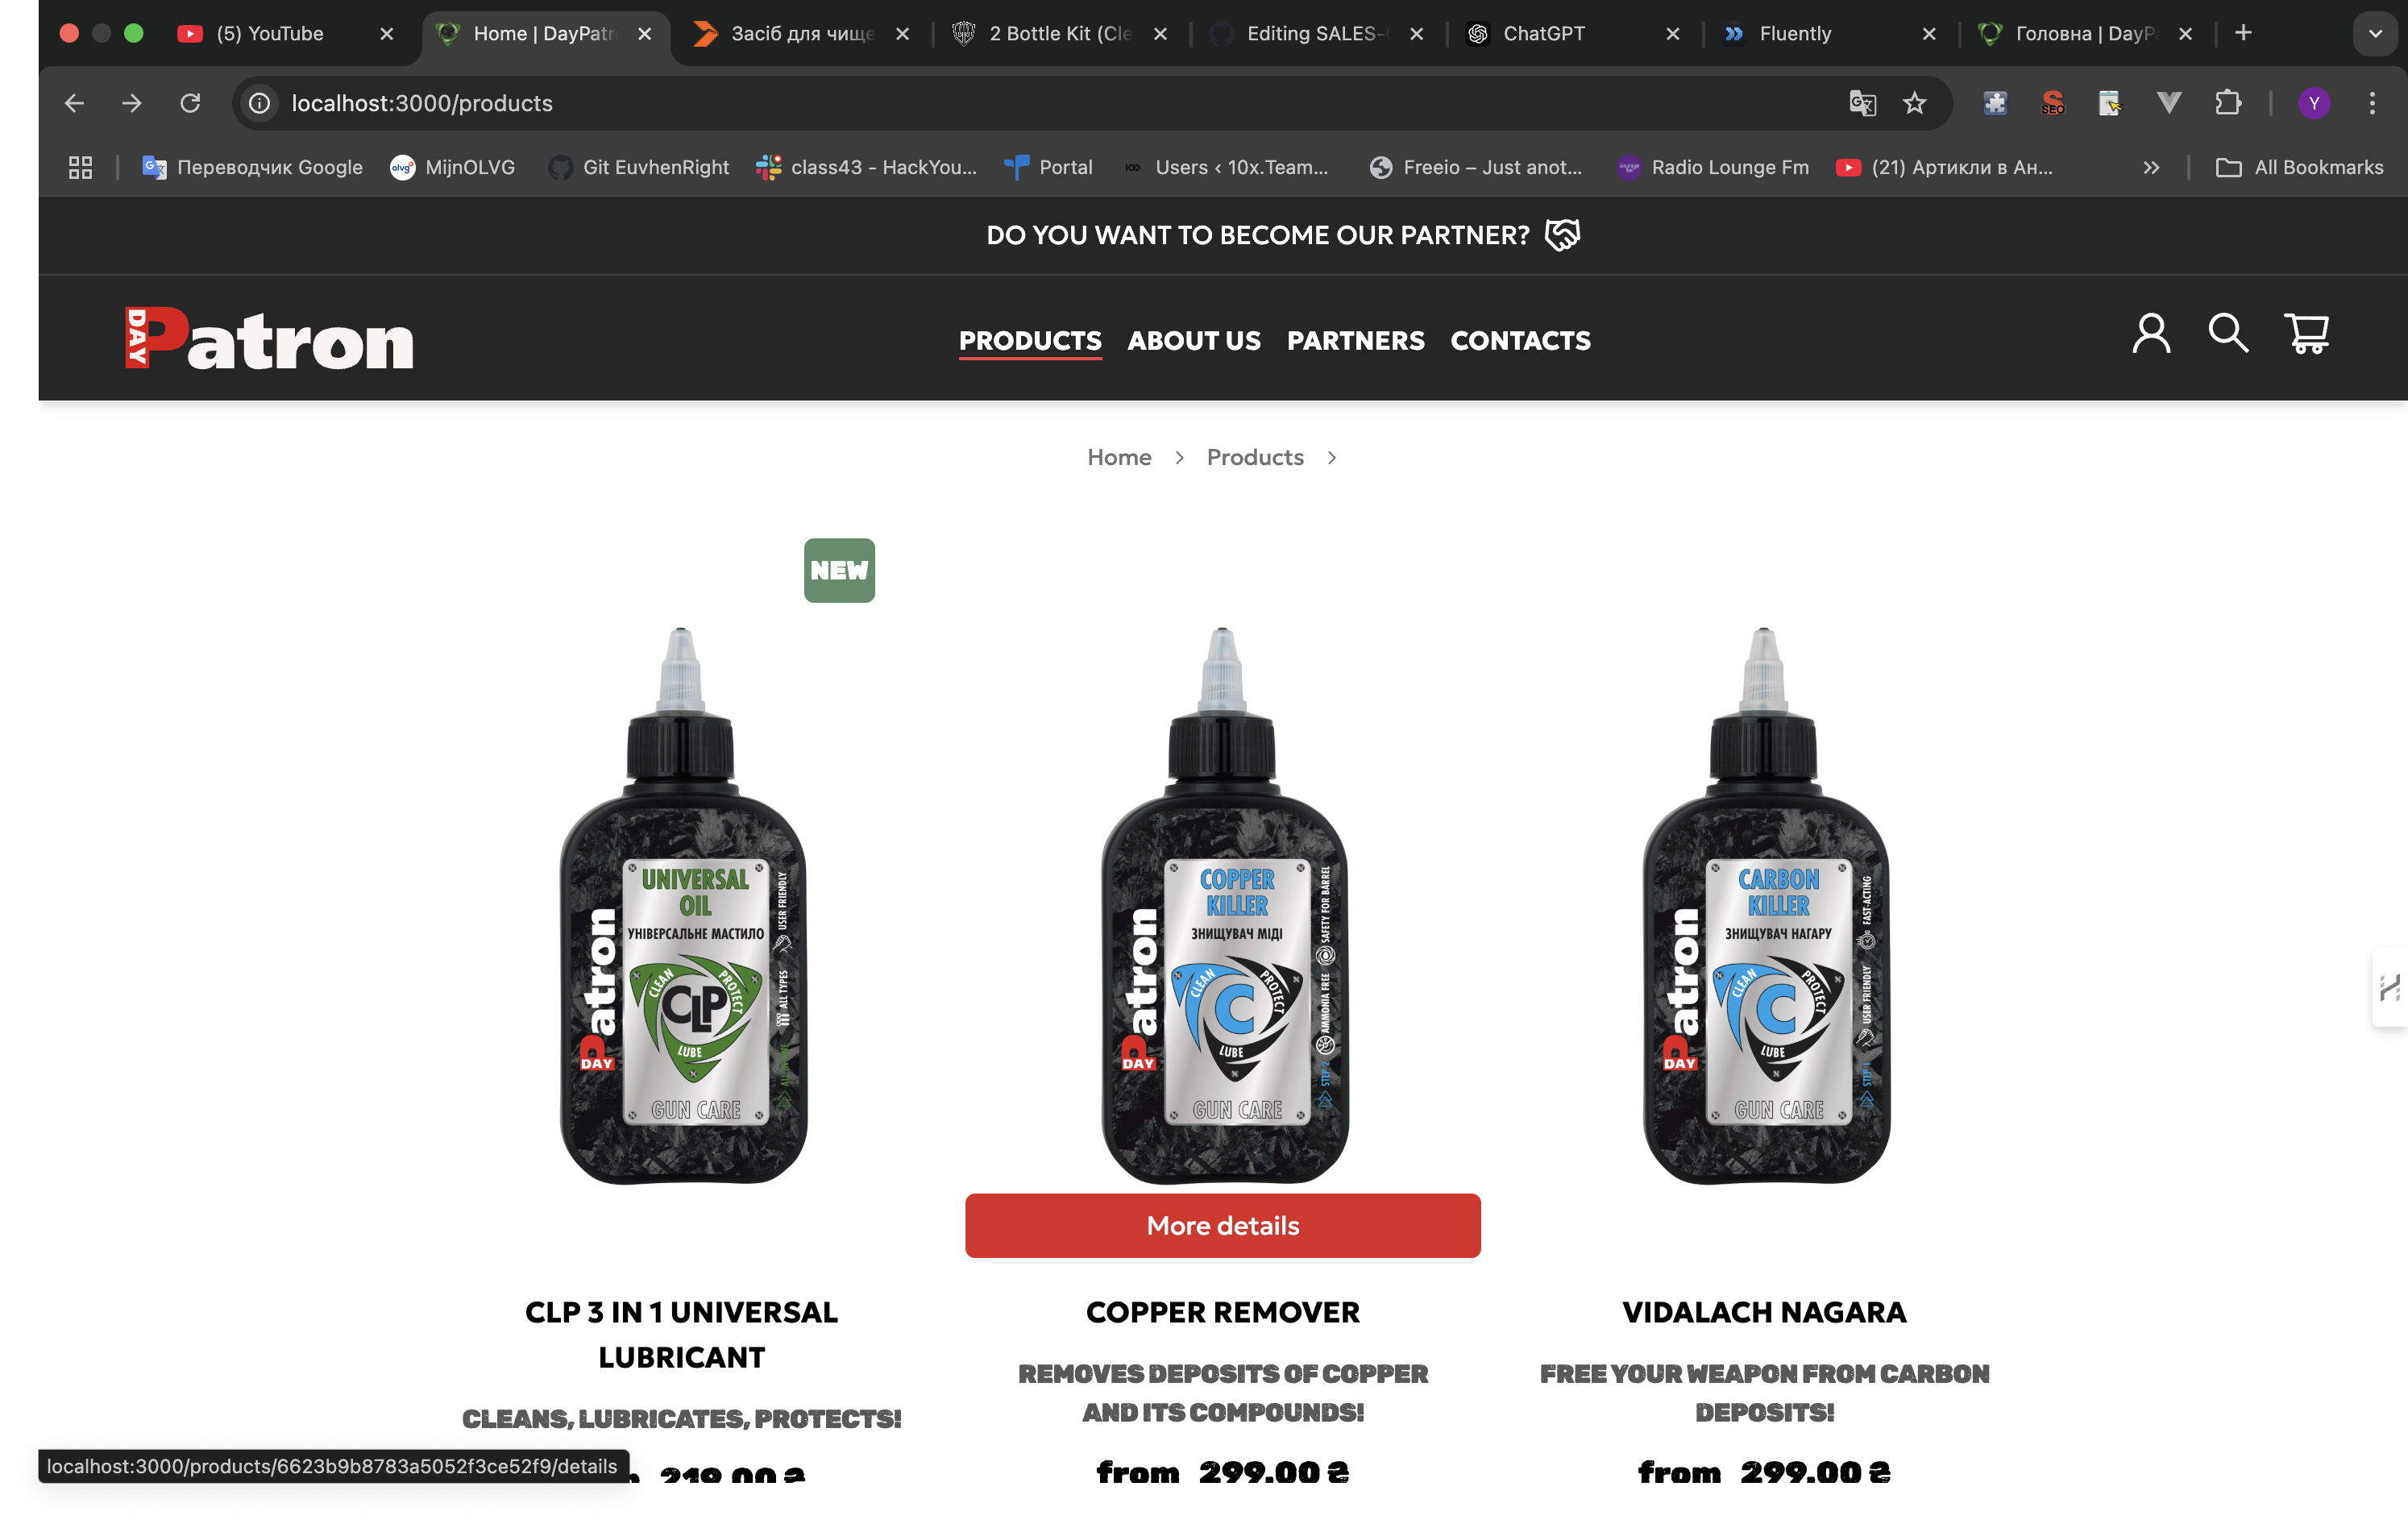 (5) YouTube
Home | DayPatr
Засіб для чище
2 Bottle Kit (Cle
Editing SALES-
ChatGPT
Fluently
Головна | DayP
localhost:3000/products
Y
Переводчик Google
MijnOLVG
Git EuvhenRight
class43 - HackYou...
Portal
Users ‹ 10x.Team...
Freeio – Just anot...
Radio Lounge Fm
(21) Артикли в Ан...
All Bookmarks
DO YOU WANT TO BECOME OUR PARTNER?
DAY Patron
PRODUCTS
ABOUT US
PARTNERS
CONTACTS
Home > Products >
NEW
UNIVERSAL
OIL
УНІВЕРСАЛЬНЕ МАСТИЛО
CLEAN
PROTECT
LUBE
CLP
GUN CARE
DAY Patron
USER FRIENDLY
ALL TYPES
COPPER
KILLER
ЗНИЩУВАЧ МІДІ
CLEAN
PROTECT
LUBE
C
GUN CARE
DAY Patron
SAFETY FOR BARREL
AMMONIA FREE
STEP 2
CARBON
KILLER
ЗНИЩУВАЧ НАГАРУ
CLEAN
PROTECT
LUBE
C
GUN CARE
DAY Patron
FAST-ACTING
USER FRIENDLY
STEP 1
More details
CLP 3 IN 1 UNIVERSAL
LUBRICANT
CLEANS, LUBRICATES, PROTECTS!
219.00 ₴
COPPER REMOVER
REMOVES DEPOSITS OF COPPER
AND ITS COMPOUNDS!
from 299.00 ₴
VIDALACH NAGARA
FREE YOUR WEAPON FROM CARBON
DEPOSITS!
from 299.00 ₴
localhost:3000/products/6623b9b8783a5052f3ce52f9/details